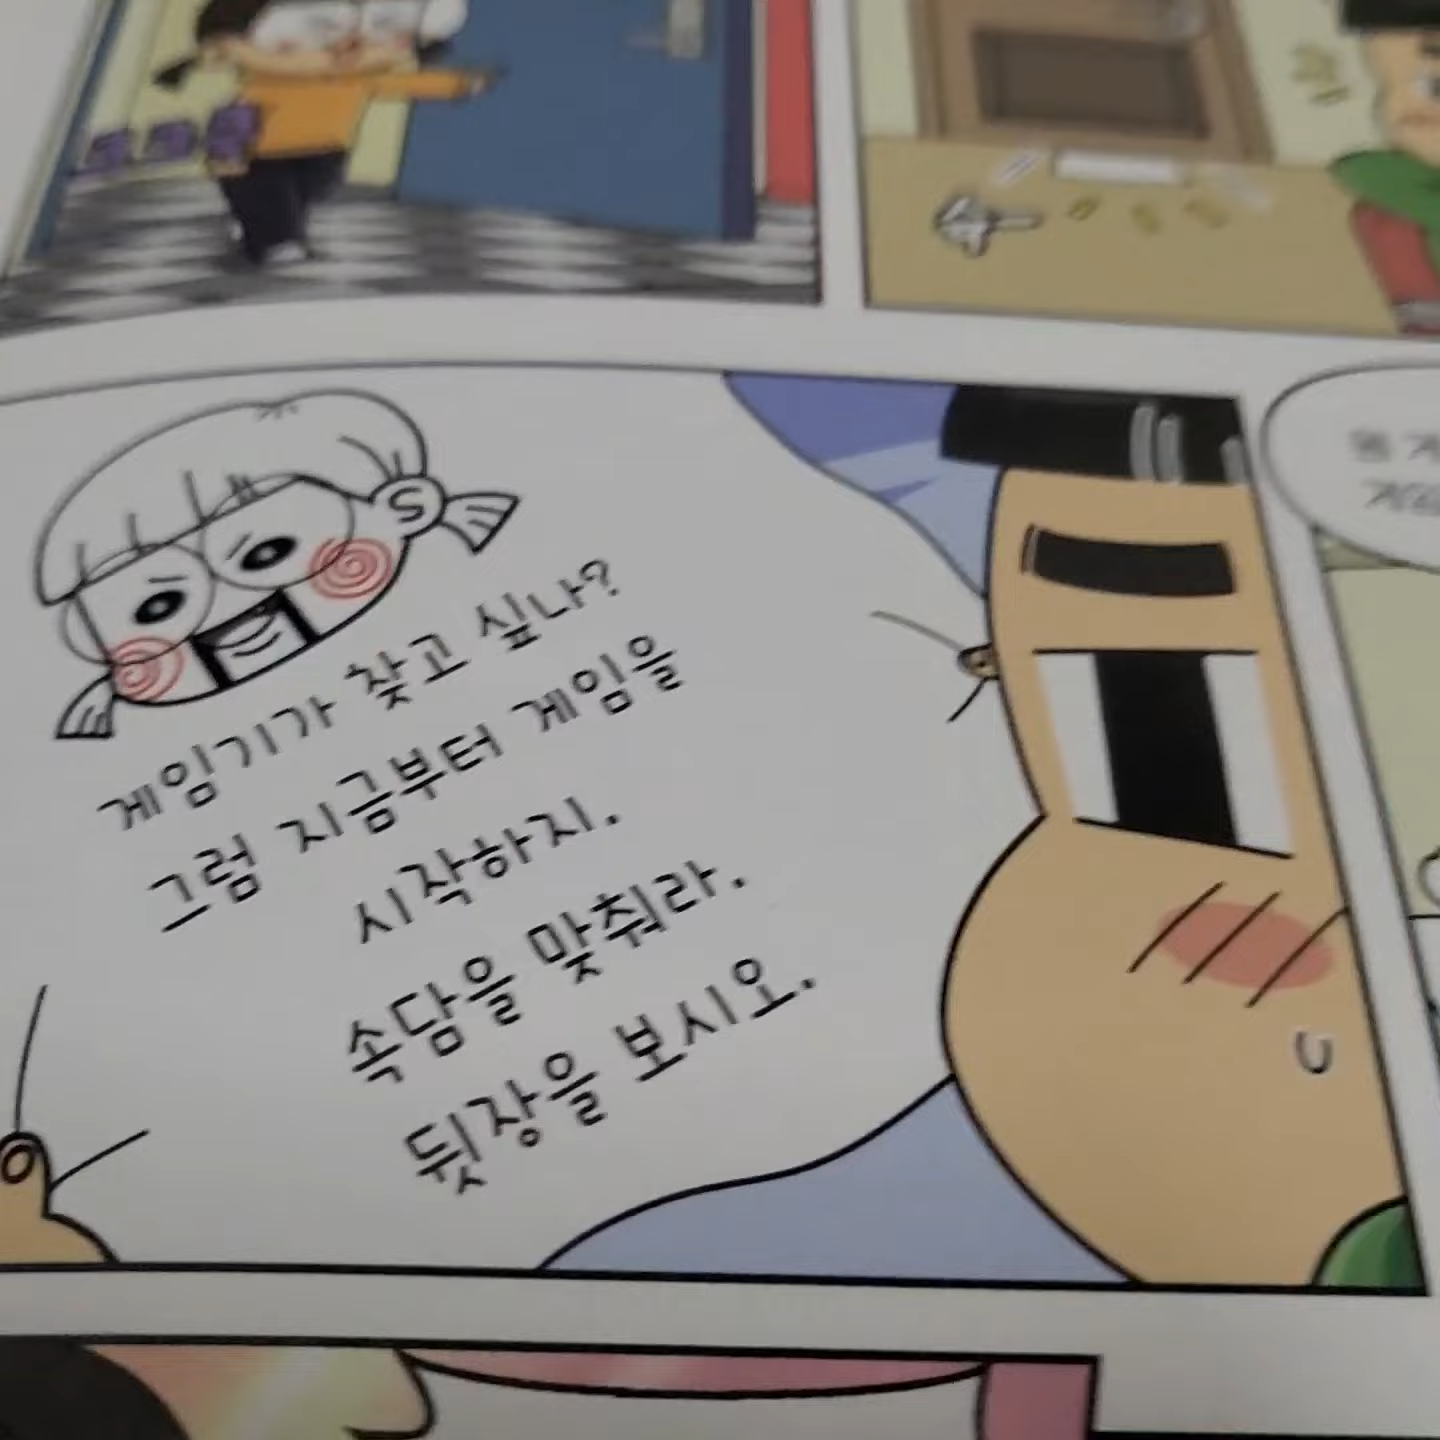 S
게임기가 찾고 싶나?
그럼 지금부터 게임을
시작하지.
속담을 맞춰라.
뒷장을 보시오.